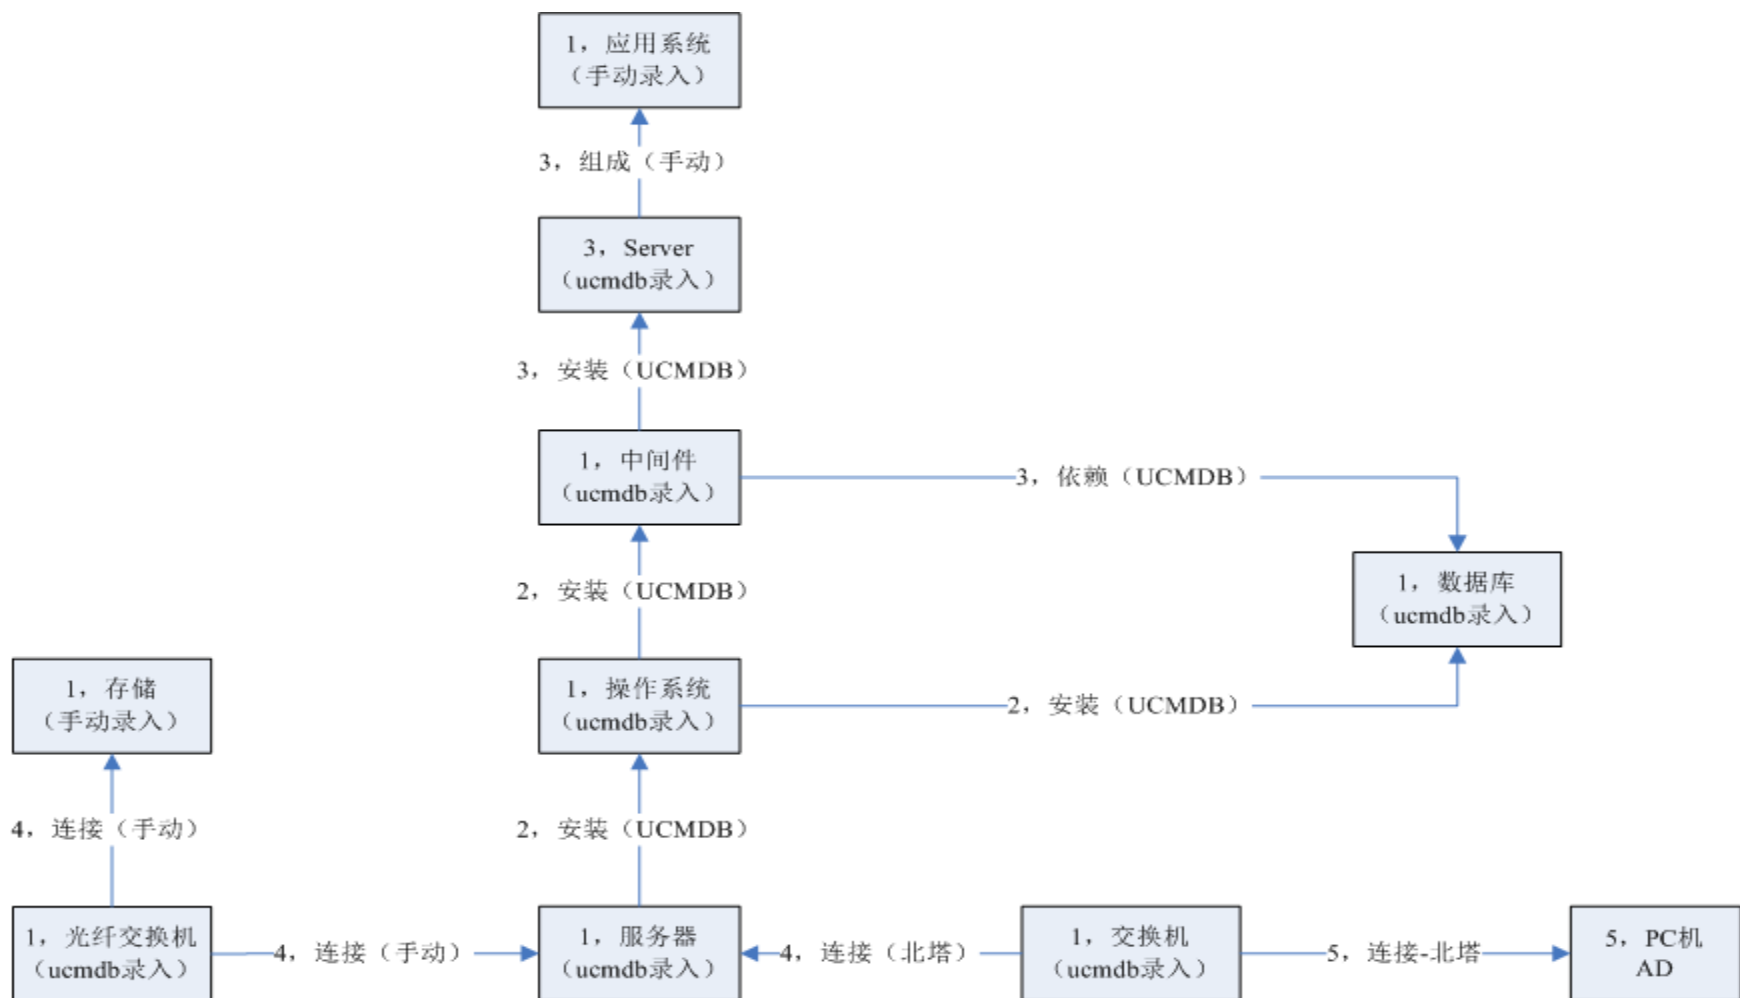 1，应用系统
（手动录入）
3，组成（手动）
3，Server
（ucmdb录入）
3，安装（UCMDB）
1，中间件
（ucmdb录入）
3，依赖（UCMDB）
1，数据库
（ucmdb录入）
2，安装（UCMDB）
1，存储
（手动录入）
1，操作系统
（ucmdb录入）
2，安装（UCMDB）
4，连接（手动）
2，安装（UCMDB）
1，光纤交换机
（ucmdb录入）
4，连接（手动）
1，服务器
（ucmdb录入）
4，连接（北塔）
1，交换机
（ucmdb录入）
5，连接-北塔
5，PC机
AD